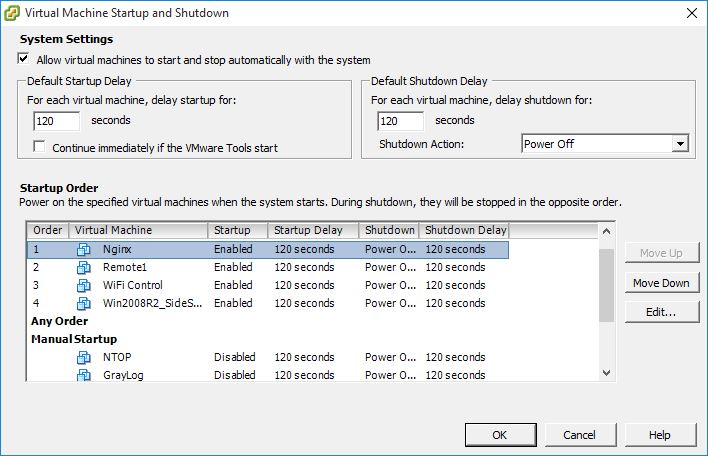 Virtual Machine Startup and Shutdown
System Settings
Allow virtual machines to start and stop automatically with the system
Default Startup Delay
For each virtual machine, delay startup for:
120 seconds
Continue immediately if the VMware Tools start
Default Shutdown Delay
For each virtual machine, delay shutdown for:
120 seconds
Shutdown Action: Power Off
Startup Order
Power on the specified virtual machines when the system starts. During shutdown, they will be stopped in the opposite order.
Order Virtual Machine Startup Startup Delay Shutdown Shutdown Delay
1 Nginx Enabled 120 seconds Power O... 120 seconds
2 Remote1 Enabled 120 seconds Power O... 120 seconds
3 WiFi Control Enabled 120 seconds Power O... 120 seconds
4 Win2008R2_SideS... Enabled 120 seconds Power O... 120 seconds
Any Order
Manual Startup
NTOP Disabled 120 seconds Power O... 120 seconds
GrayLog Disabled 120 seconds Power O... 120 seconds
Move Up
Move Down
Edit...
OK Cancel Help